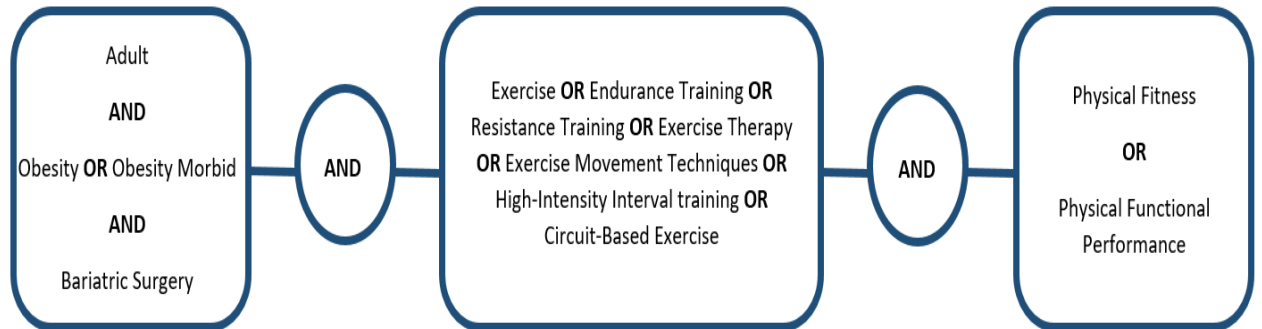 Adult
AND
Obesity OR Obesity Morbid
AND
Bariatric Surgery
AND
Exercise OR Endurance Training OR
Resistance Training OR Exercise Therapy
OR Exercise Movement Techniques OR
High-Intensity Interval training OR
Circuit-Based Exercise
AND
Physical Fitness
OR
Physical Functional
Performance